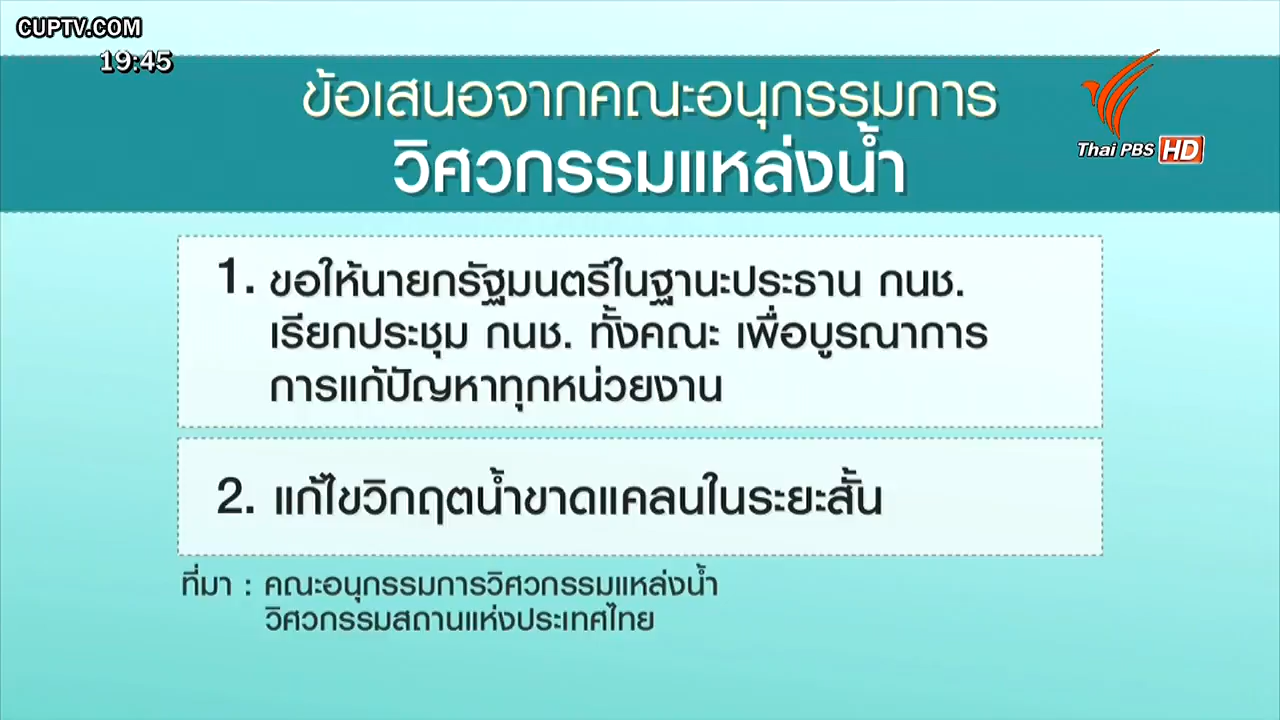 CUPTV.COM
19:45
ข้อเสนอจากคณะอนุกรรมการ
วิศวกรรมแหล่งน้ำ
Thai PBS HD
1. ขอให้นายกรัฐมนตรีในฐานะประธาน กนช.
เรียกประชุม กนช. ทั้งคณะ เพื่อบูรณาการ
การแก้ปัญหาทุกหน่วยงาน
2. แก้ไขวิกฤตน้ำขาดแคลนในระยะสั้น
ที่มา : คณะอนุกรรมการวิศวกรรมแหล่งน้ำ
วิศวกรรมสถานแห่งประเทศไทย